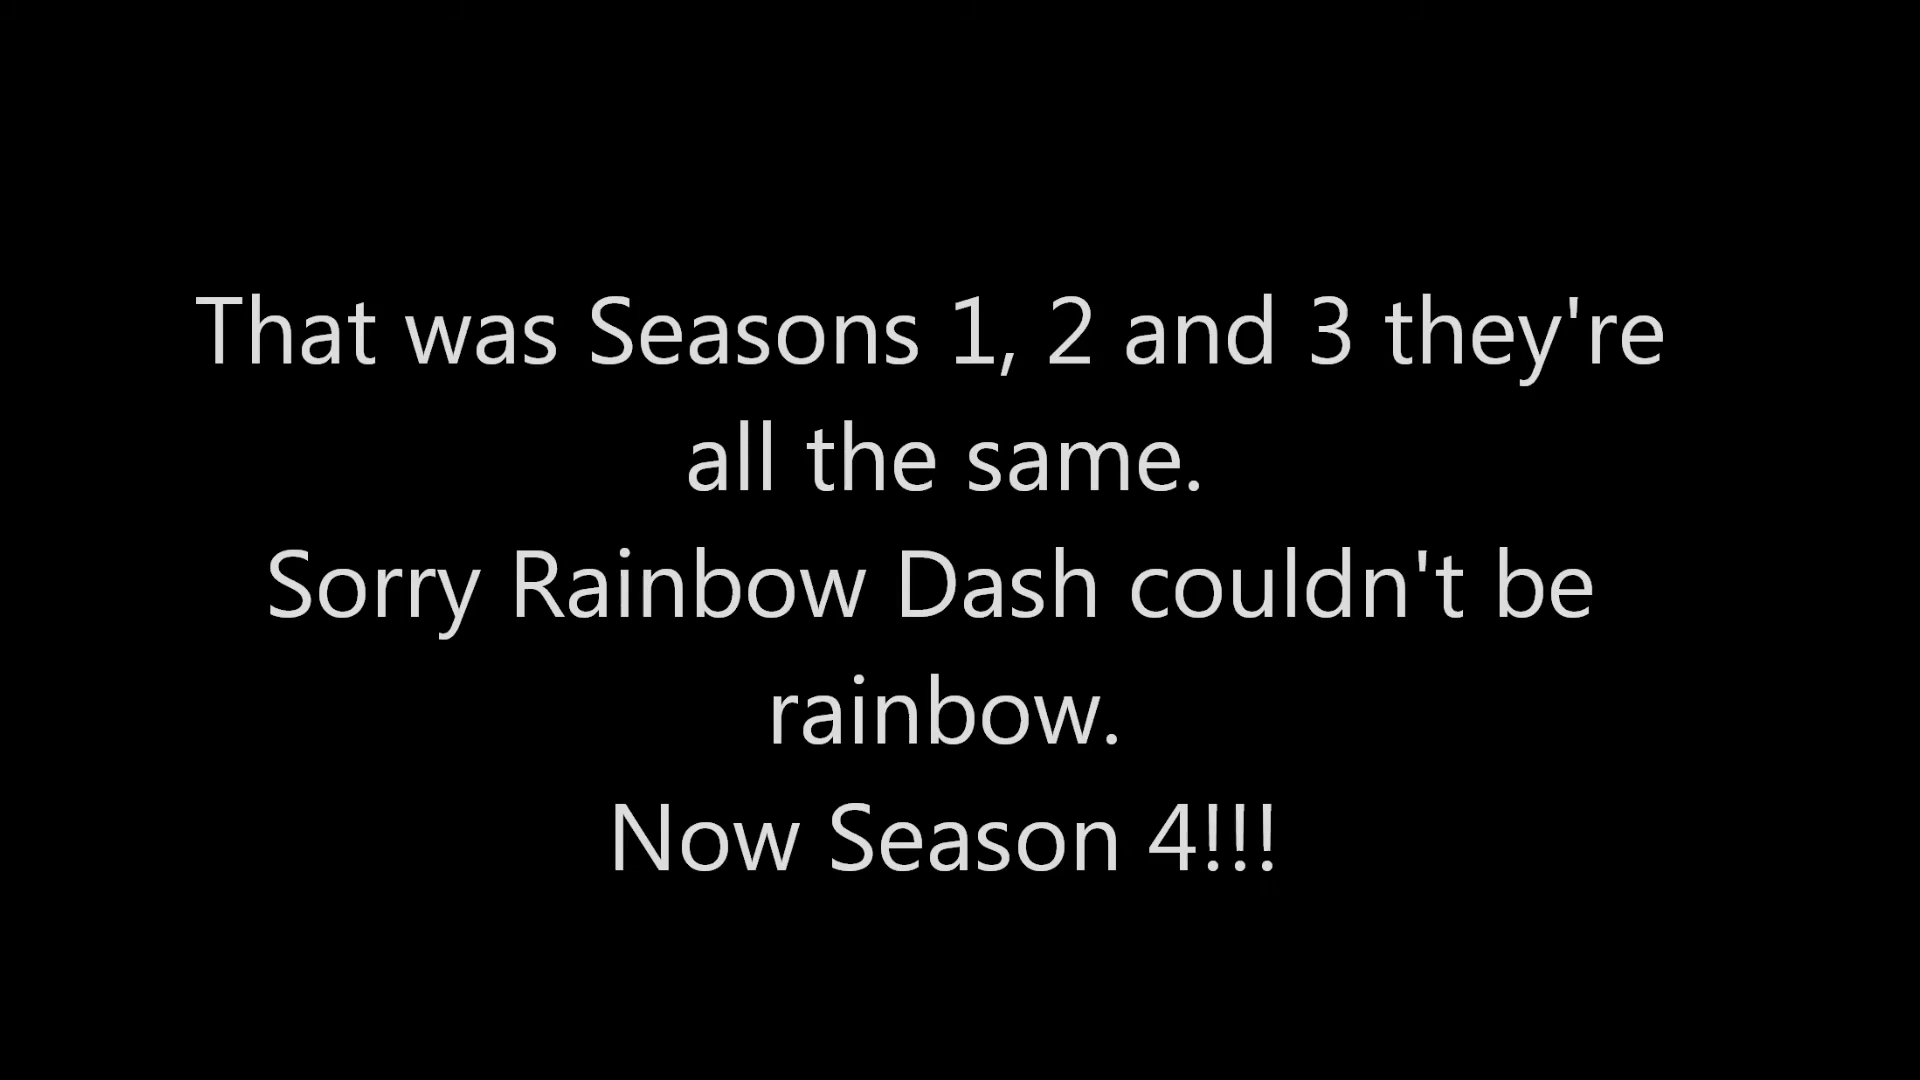 That was Seasons 1, 2 and 3 they're
all the same.
Sorry Rainbow Dash couldn't be
rainbow.
Now Season 4!!!